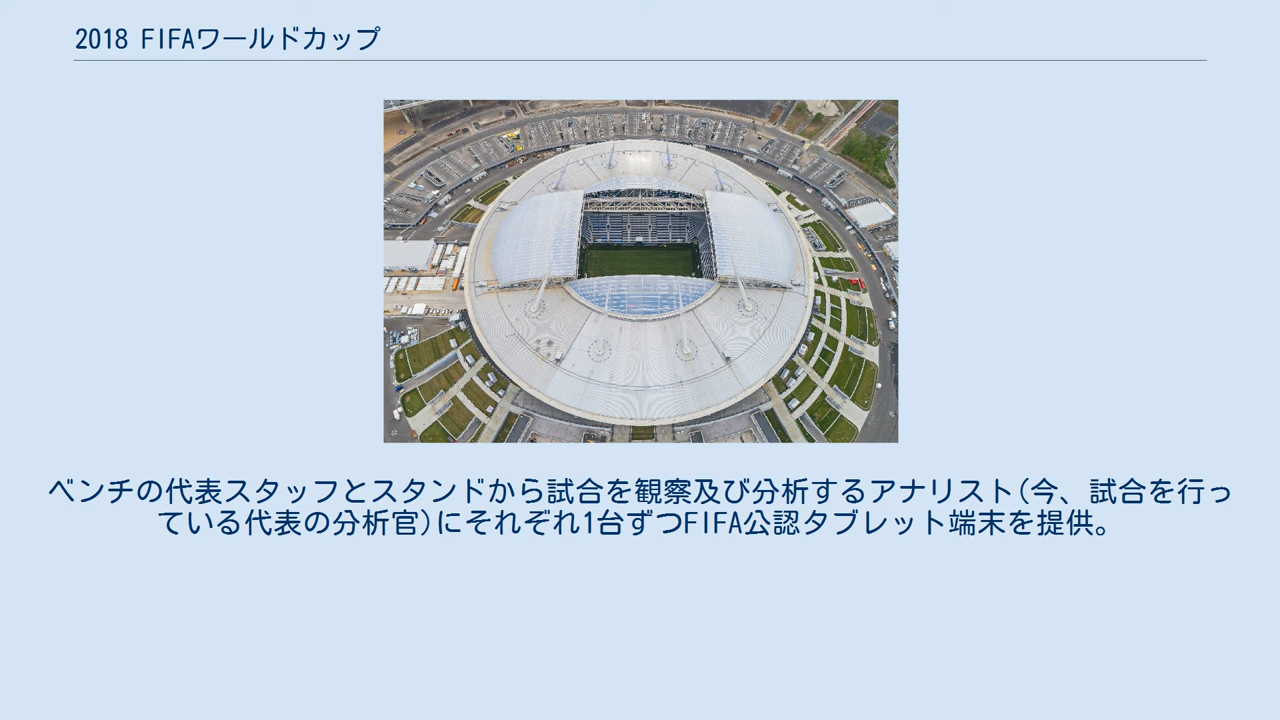 2018 FIFAワールドカップ
ベンチの代表スタッフとスタンドから試合を観察及び分析するアナリスト(今、試合を行っ
ている代表の分析官)にそれぞれ1台ずつFIFA公認タブレット端末を提供。